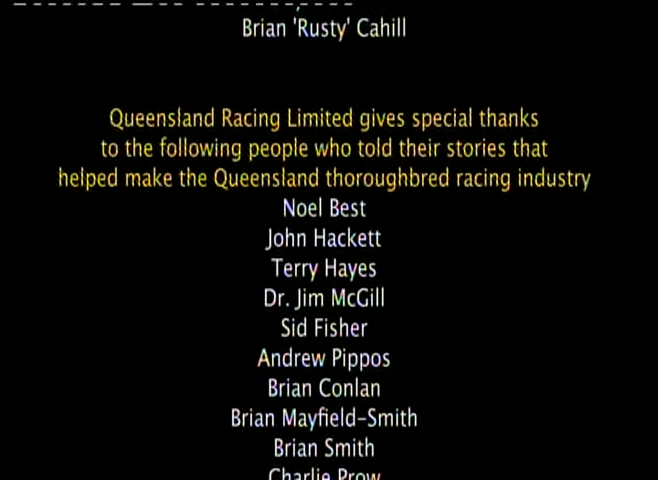 Brian 'Rusty' Cahill
Queensland Racing Limited gives special thanks
to the following people who told their stories that
helped make the Queensland thoroughbred racing industry
Noel Best
John Hackett
Terry Hayes
Dr. Jim McGill
Sid Fisher
Andrew Pippos
Brian Conlan
Brian Mayfield-Smith
Brian Smith
Charlie Prow